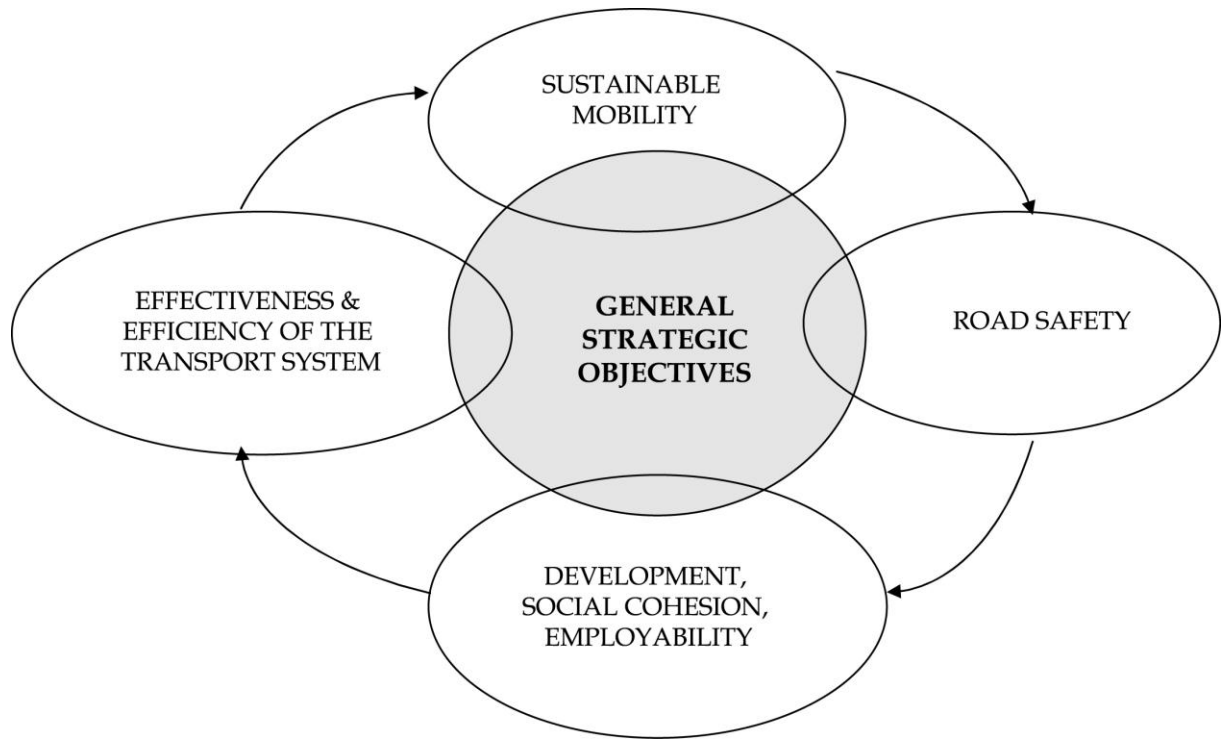 SUSTAINABLE
MOBILITY
EFFECTIVENESS &
EFFICIENCY OF THE
TRANSPORT SYSTEM
GENERAL
STRATEGIC
OBJECTIVES
ROAD SAFETY
DEVELOPMENT,
SOCIAL COHESION,
EMPLOYABILITY